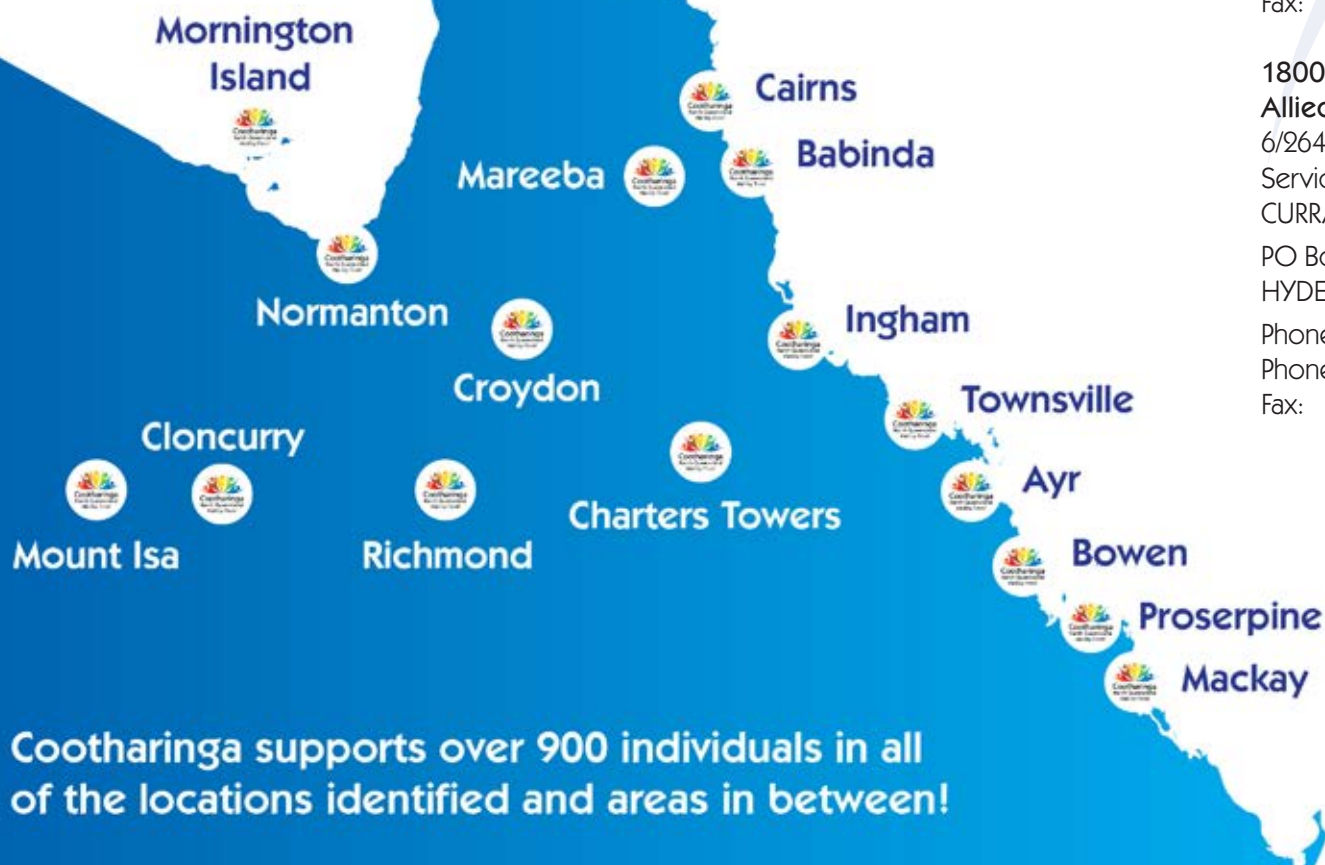 Mornington
Island
Cairns
Babinda
Mareeba
Normanton
Ingham
Croydon
Townsville
Cloncurry
Ayr
Charters Towers
Mount Isa
Richmond
Bowen
Proserpine
Mackay
Cootharinga supports over 900 individuals in all
of the locations identified and areas in between!
Fax:
1800
Allied
6/264
Servic
CURRA
PO Bo
HYDE
Phone
Phone
Fax: